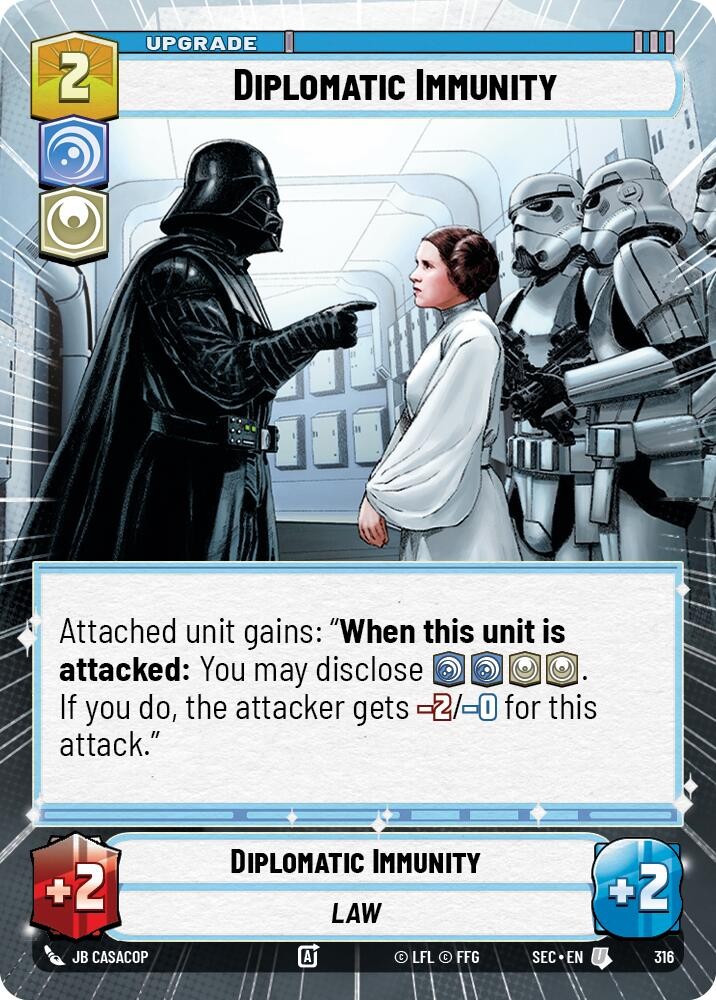 UPGRADE
2
DIPLOMATIC IMMUNITY
Attached unit gains: “When this unit is
attacked: You may disclose .
If you do, the attacker gets −2/−0 for this
attack.”
+2
DIPLOMATIC IMMUNITY
LAW
+2
JB CASACOP
A
© LFL © FFG
SEC • EN
U
316